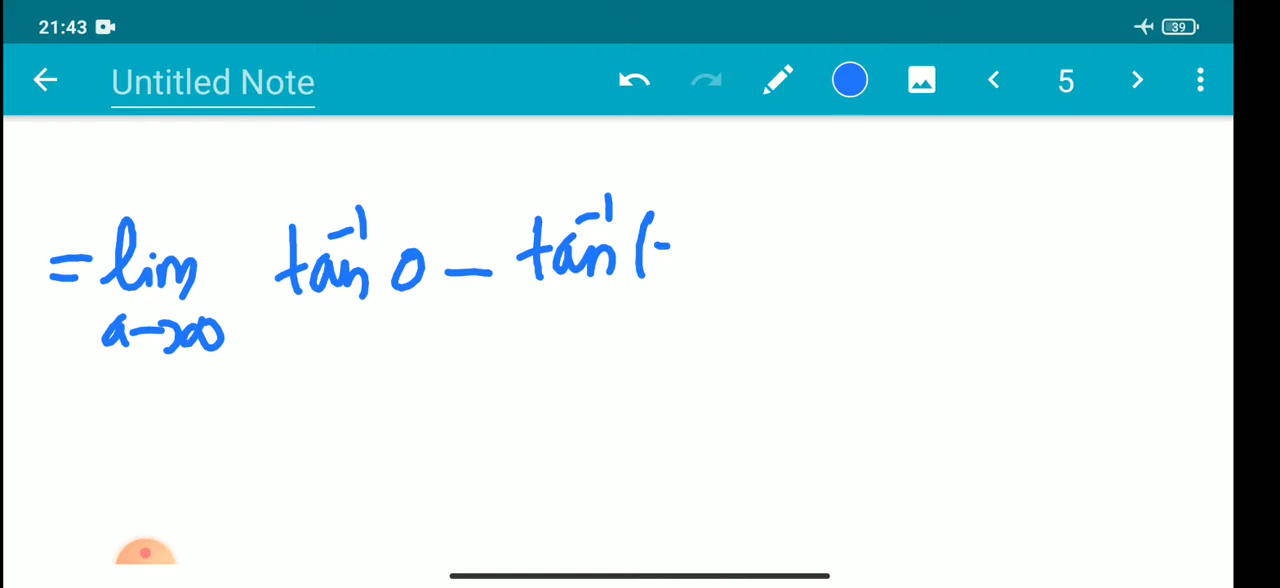 21:43 39
Untitled Note 5
= lim tan⁻¹ 0 − tan⁻¹ (-
a→∞